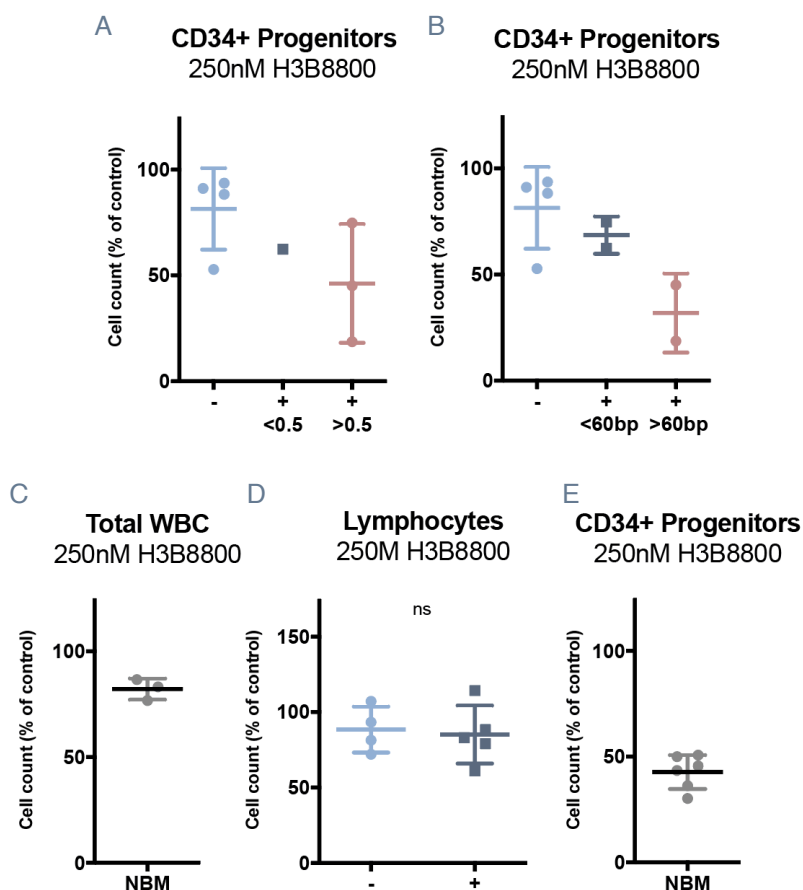 A
CD34+ Progenitors
250nM H3B8800
Cell count (% of control)
100
50
0
-
+
+
<0.5
>0.5
B
CD34+ Progenitors
250nM H3B8800
Cell count (% of control)
100
50
0
-
+
+
<60bp
>60bp
C
Total WBC
250nM H3B8800
Cell count (% of control)
100
50
0
NBM
D
Lymphocytes
250M H3B8800
ns
Cell count (% of control)
150
100
50
0
-
+
E
CD34+ Progenitors
250nM H3B8800
Cell count (% of control)
100
50
0
NBM